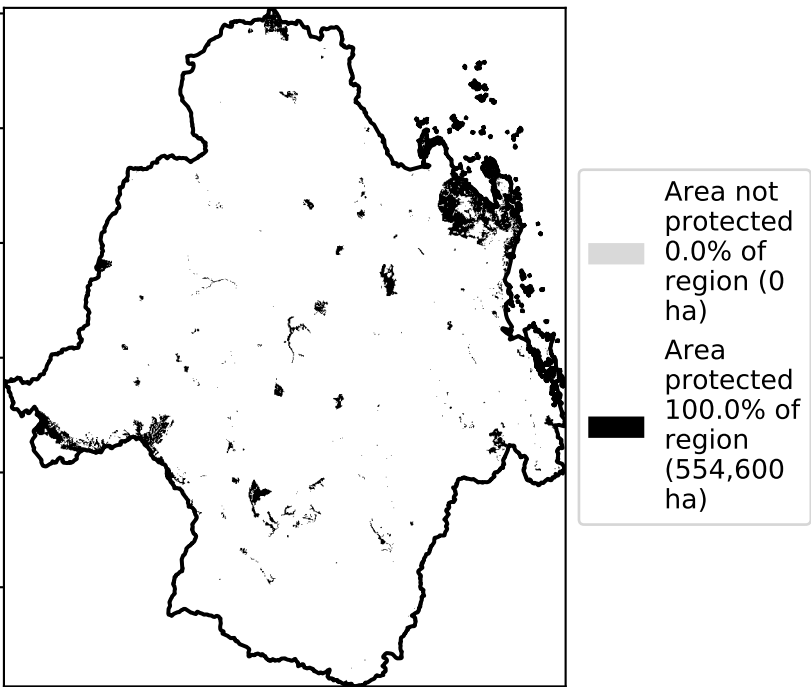 Area not
protected
0.0% of
region (0
ha)
Area
protected
100.0% of
region
(554,600
ha)